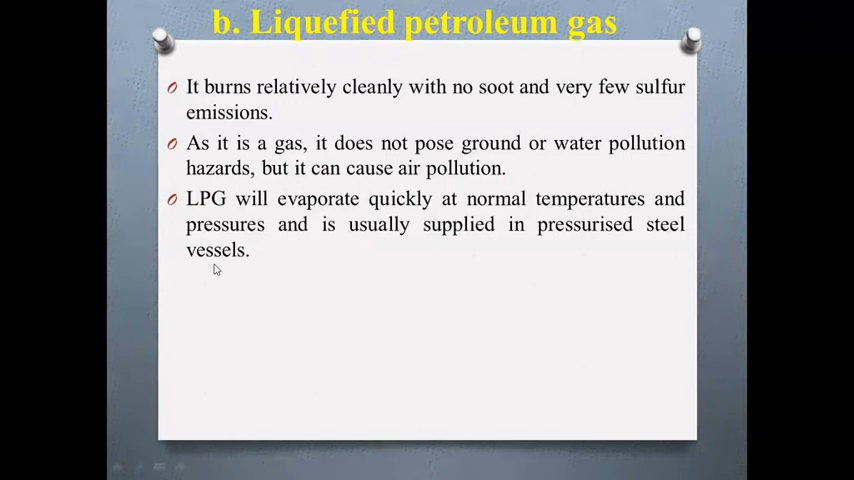 b. Liquefied petroleum gas
It burns relatively cleanly with no soot and very few sulfur
emissions.
As it is a gas, it does not pose ground or water pollution
hazards, but it can cause air pollution.
LPG will evaporate quickly at normal temperatures and
pressures and is usually supplied in pressurised steel
vessels.